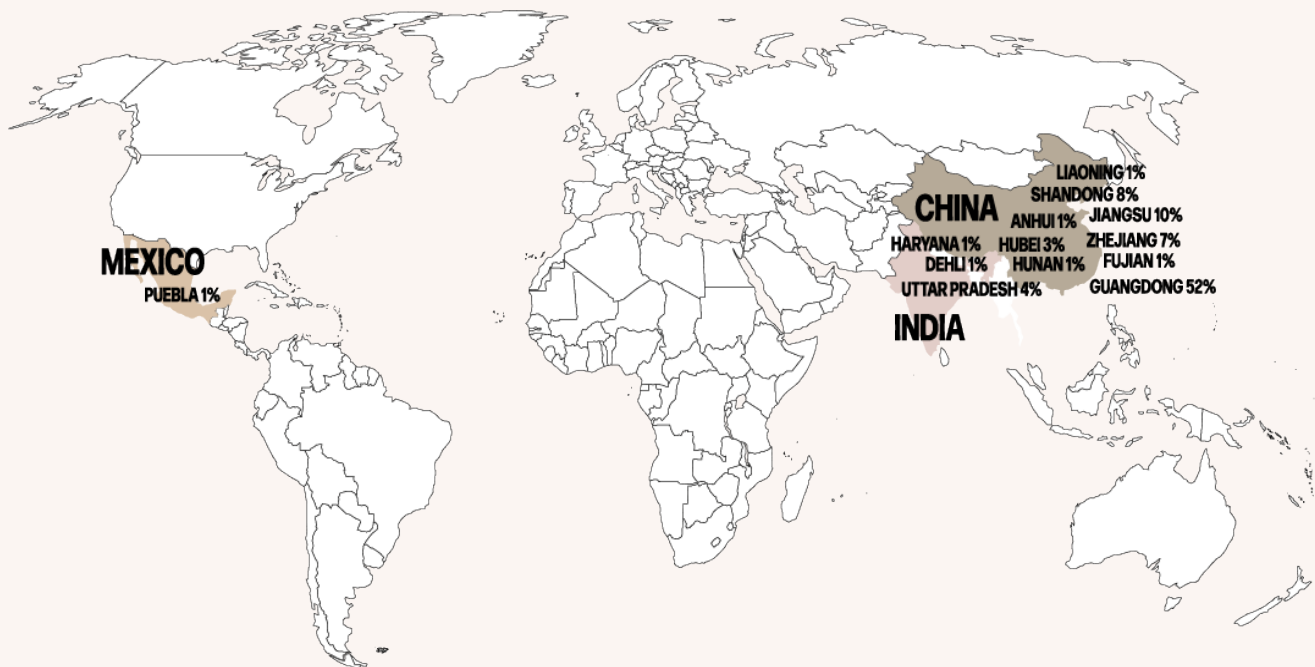 MEXICO
PUEBLA 1%
CHINA
LIAONING 1%
SHANDONG 8%
ANHUI 1%
JIANGSU 10%
HUBEI 3%
ZHEJIANG 7%
HUNAN 1%
FUJIAN 1%
GUANGDONG 52%
HARYANA 1%
DEHLI 1%
UTTAR PRADESH 4%
INDIA